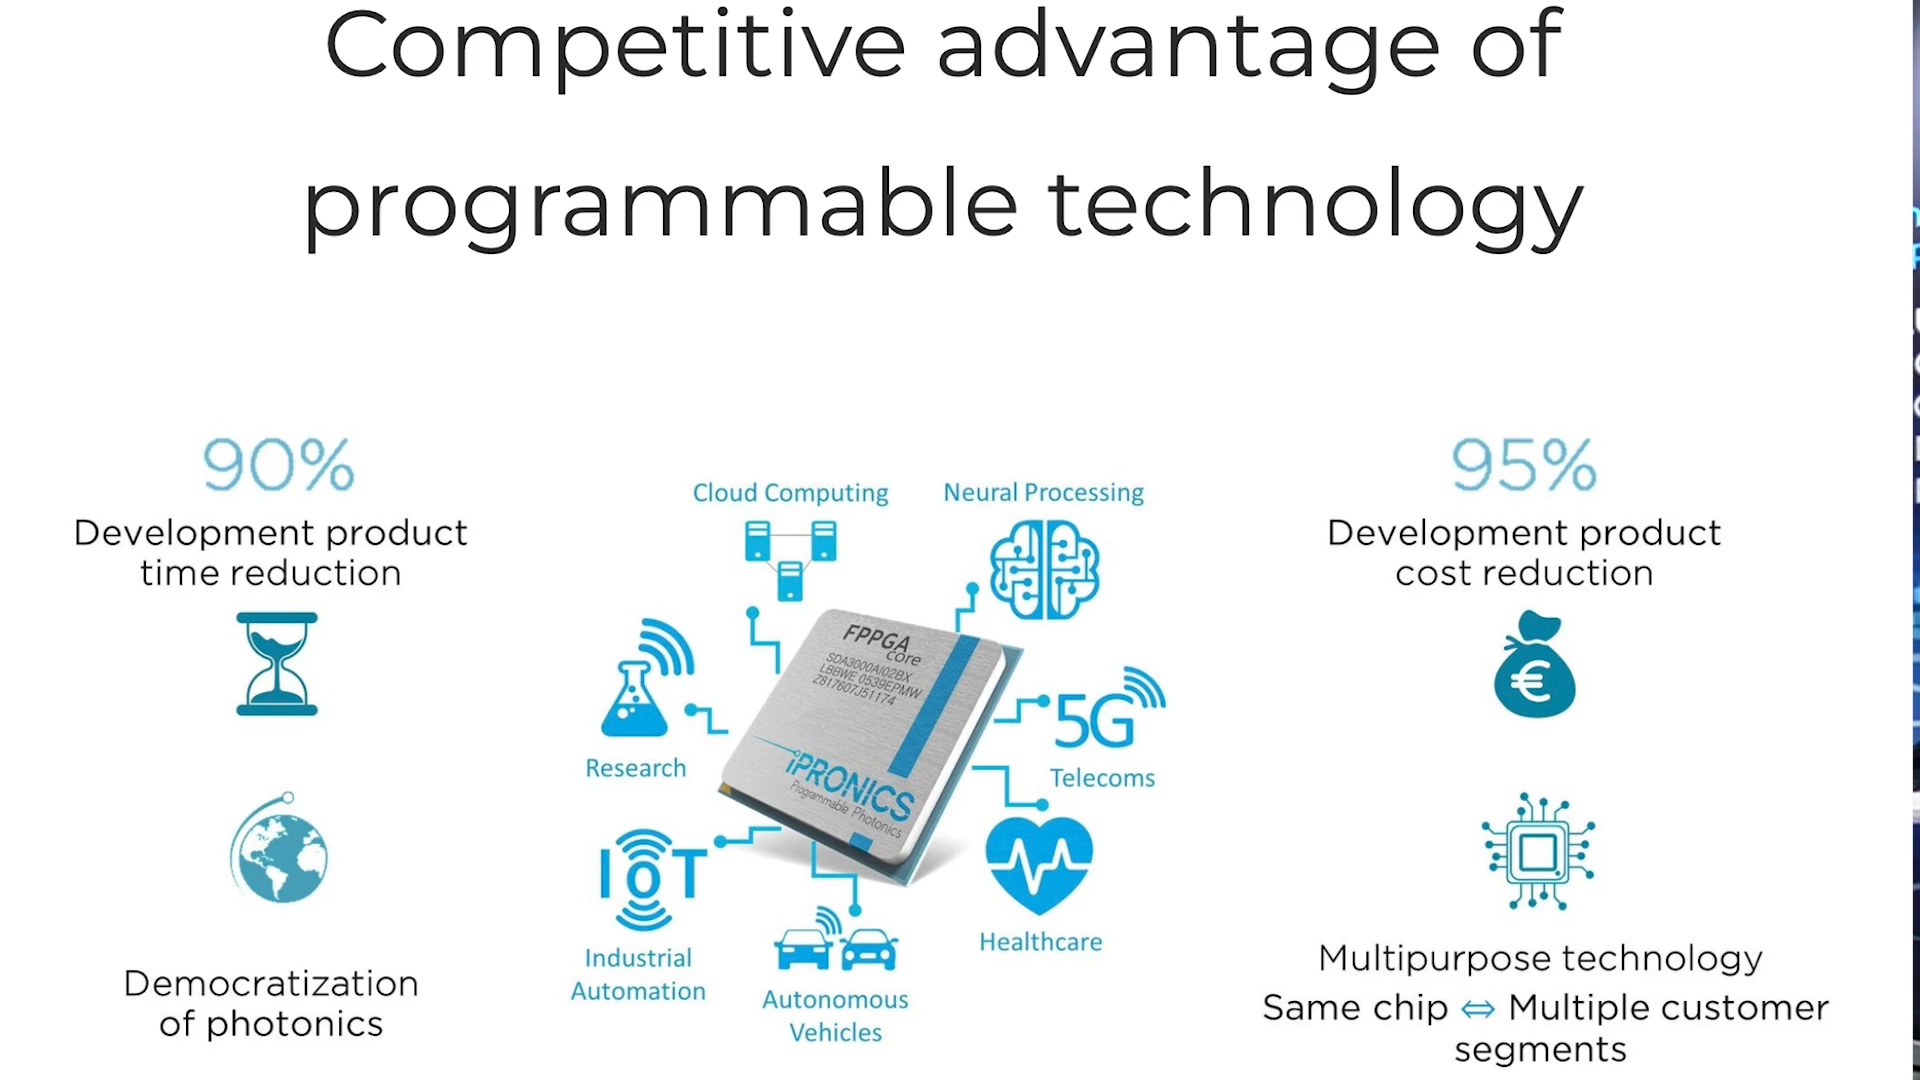 Competitive advantage of
programmable technology
90%
Development product
time reduction
Democratization
of photonics
Cloud Computing
Neural Processing
Research
5G
Telecoms
IoT
Industrial
Automation
Autonomous
Vehicles
Healthcare
FPPGA
core
SDA3000AI02BX
LBBWE 0539EPMW
Z817607J51174
iPRONICS
Programmable Photonics
95%
Development product
cost reduction
€
Multipurpose technology
Same chip ⇔ Multiple customer
segments